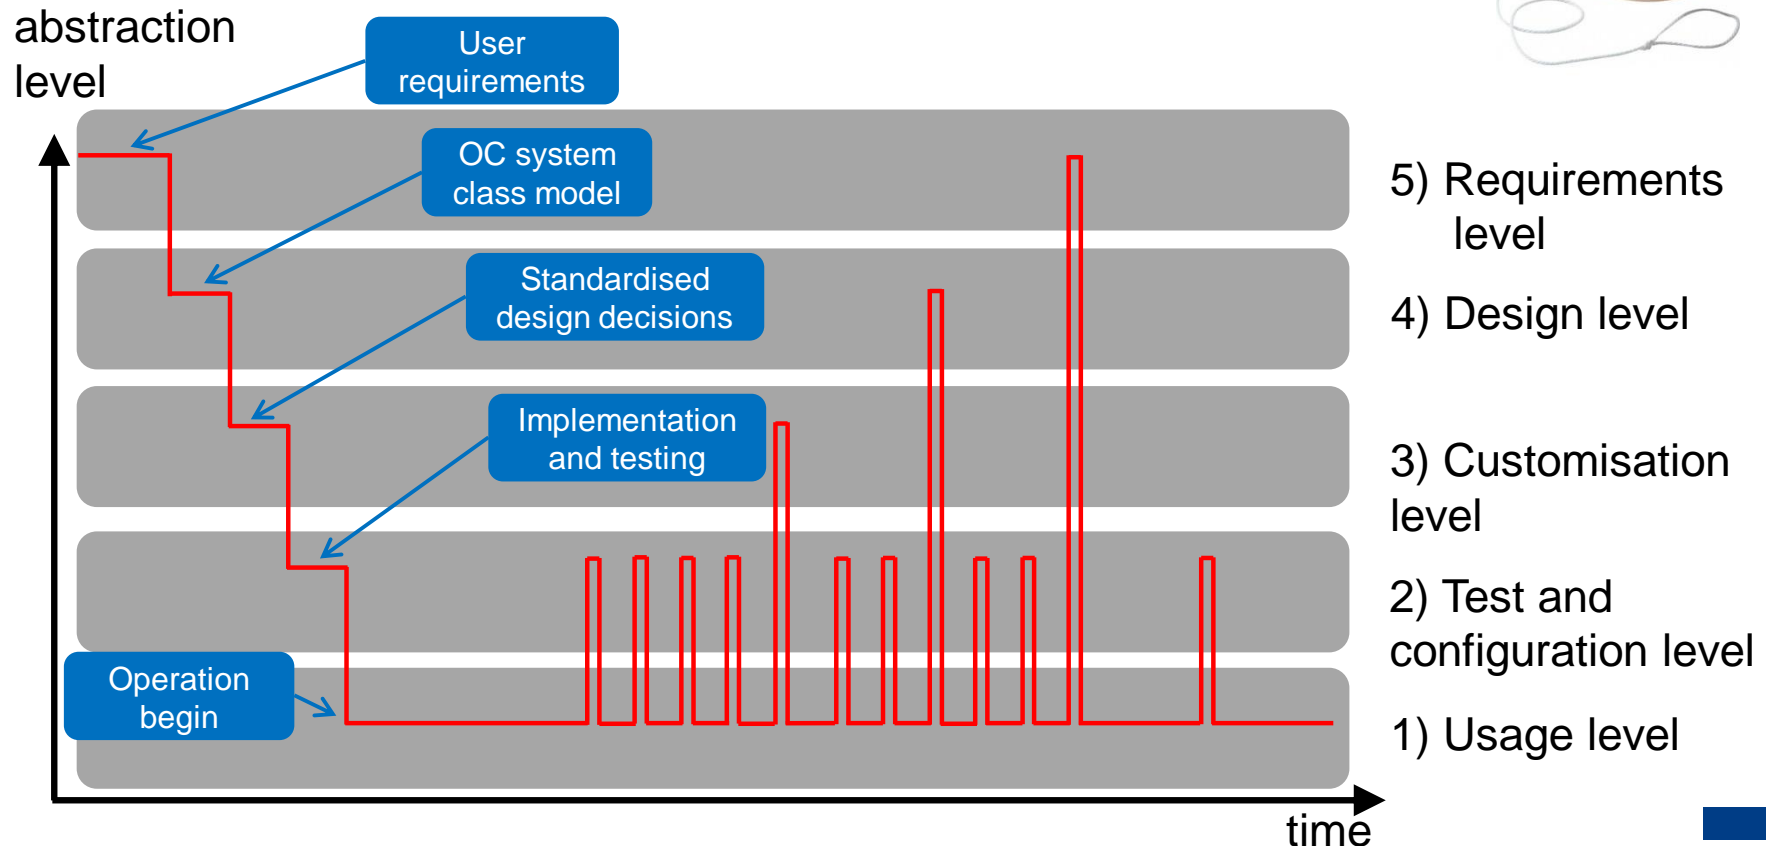 abstraction
level
User
requirements
OC system
class model
Standardised
design decisions
Implementation
and testing
Operation
begin
5) Requirements
level
4) Design level
3) Customisation
level
2) Test and
configuration level
1) Usage level
time